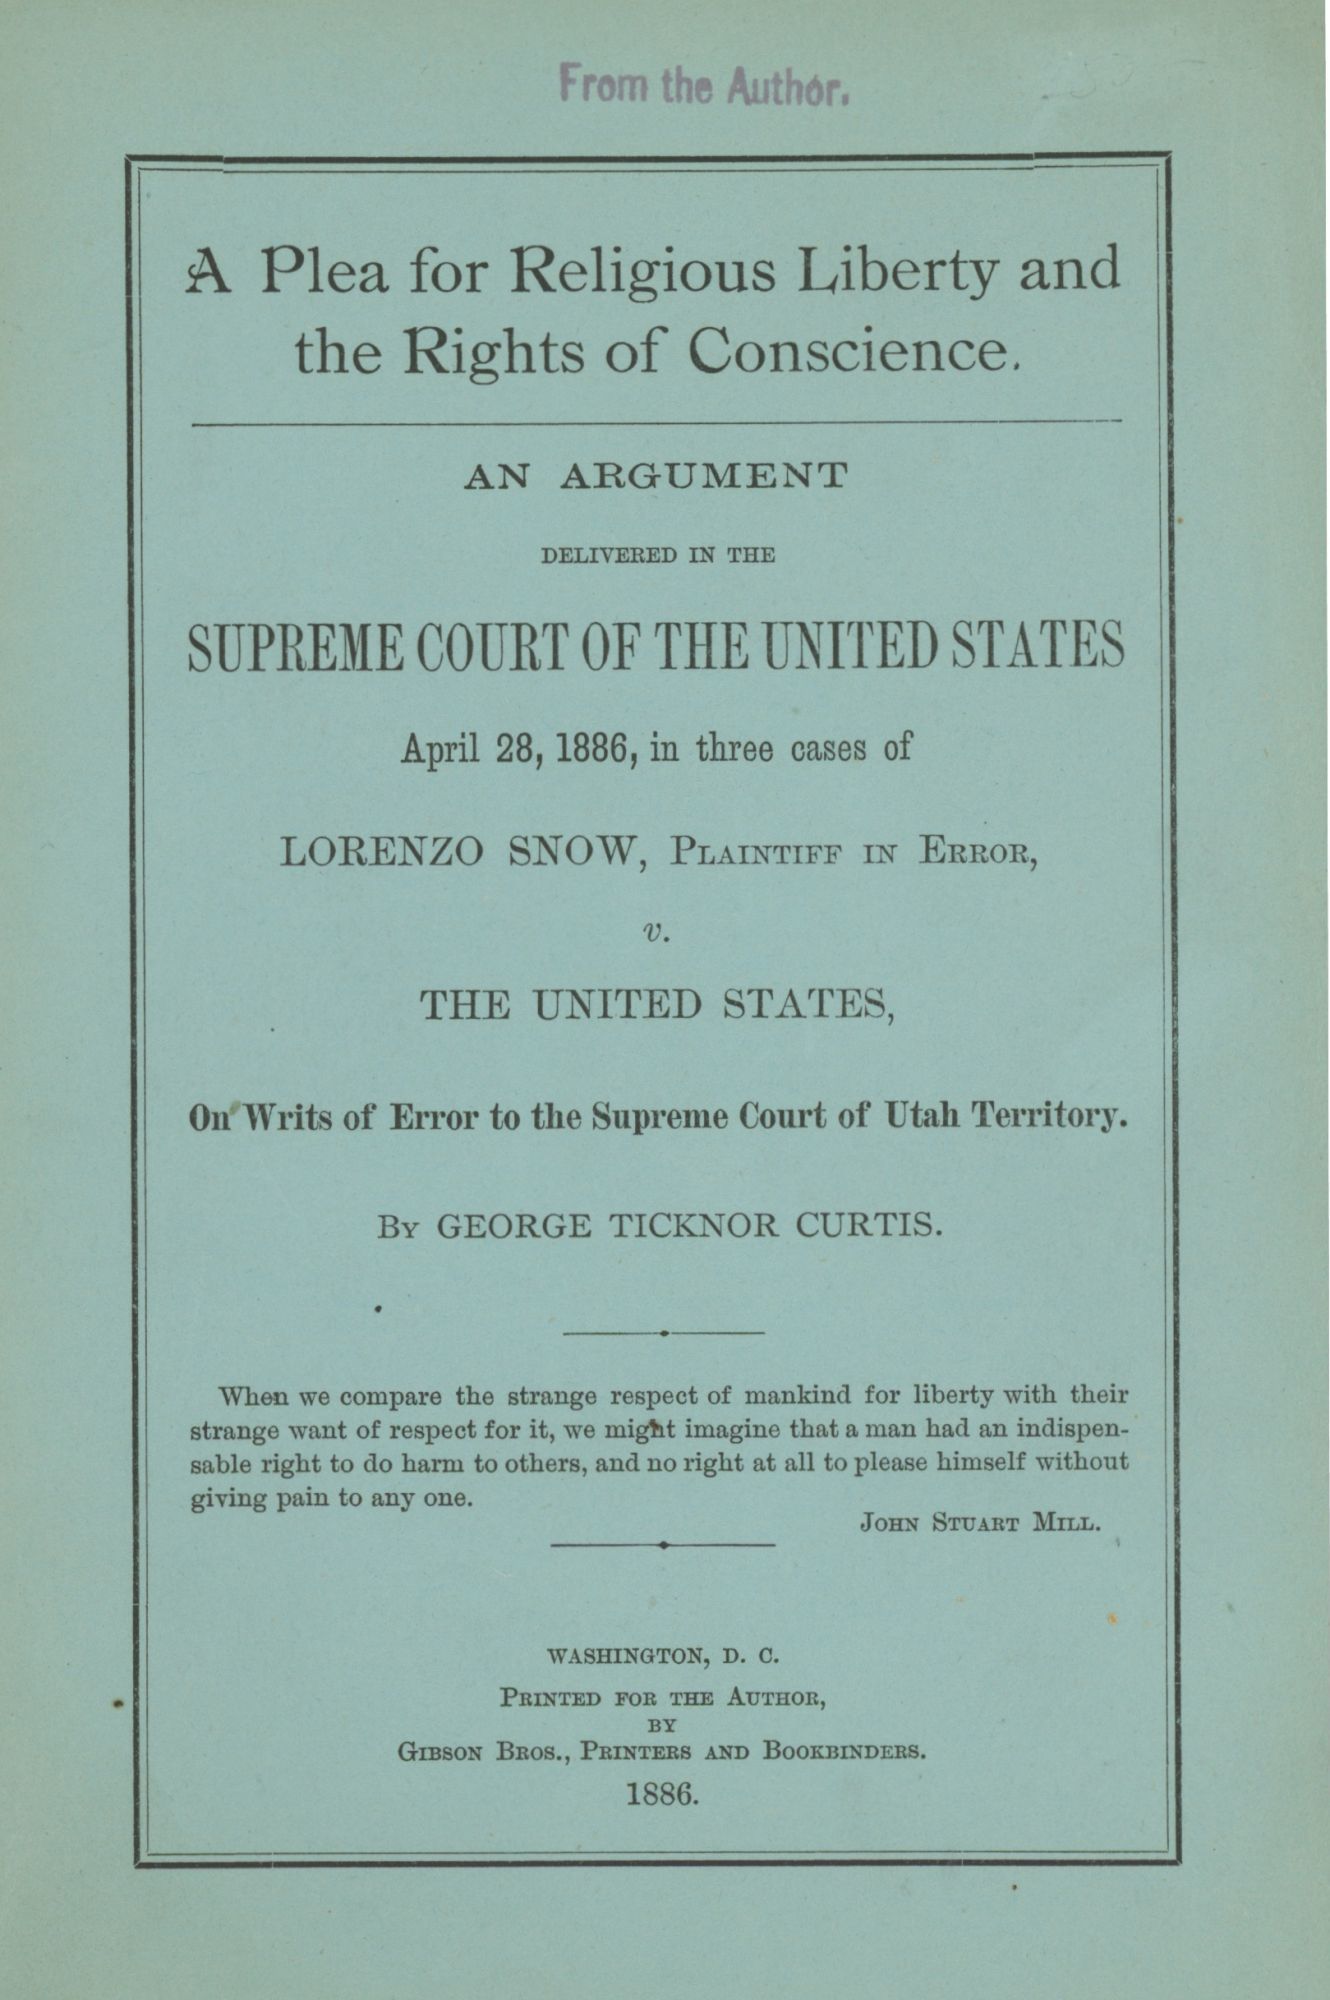 From the Author.
A Plea for Religious Liberty and
the Rights of Conscience.
AN ARGUMENT
DELIVERED IN THE
SUPREME COURT OF THE UNITED STATES
April 28, 1886, in three cases of
LORENZO SNOW, PLAINTIFF IN ERROR,
v.
THE UNITED STATES,
On Writs of Error to the Supreme Court of Utah Territory.
BY GEORGE TICKNOR CURTIS.
When we compare the strange respect of mankind for liberty with their
strange want of respect for it, we might imagine that a man had an indispen-
sable right to do harm to others, and no right at all to please himself without
giving pain to any one.
JOHN STUART MILL.
WASHINGTON, D. C.
PRINTED FOR THE AUTHOR,
BY
GIBSON BROS., PRINTERS AND BOOKBINDERS.
1886.